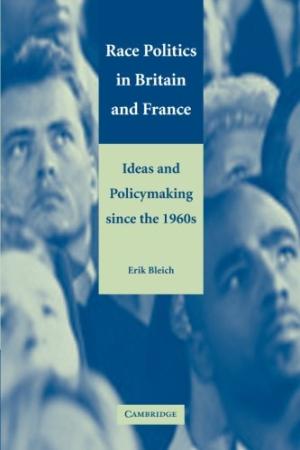 Race Politics
in Britain
and France
Ideas and
Policymaking
since the 1960s
Erik Bleich
CAMBRIDGE